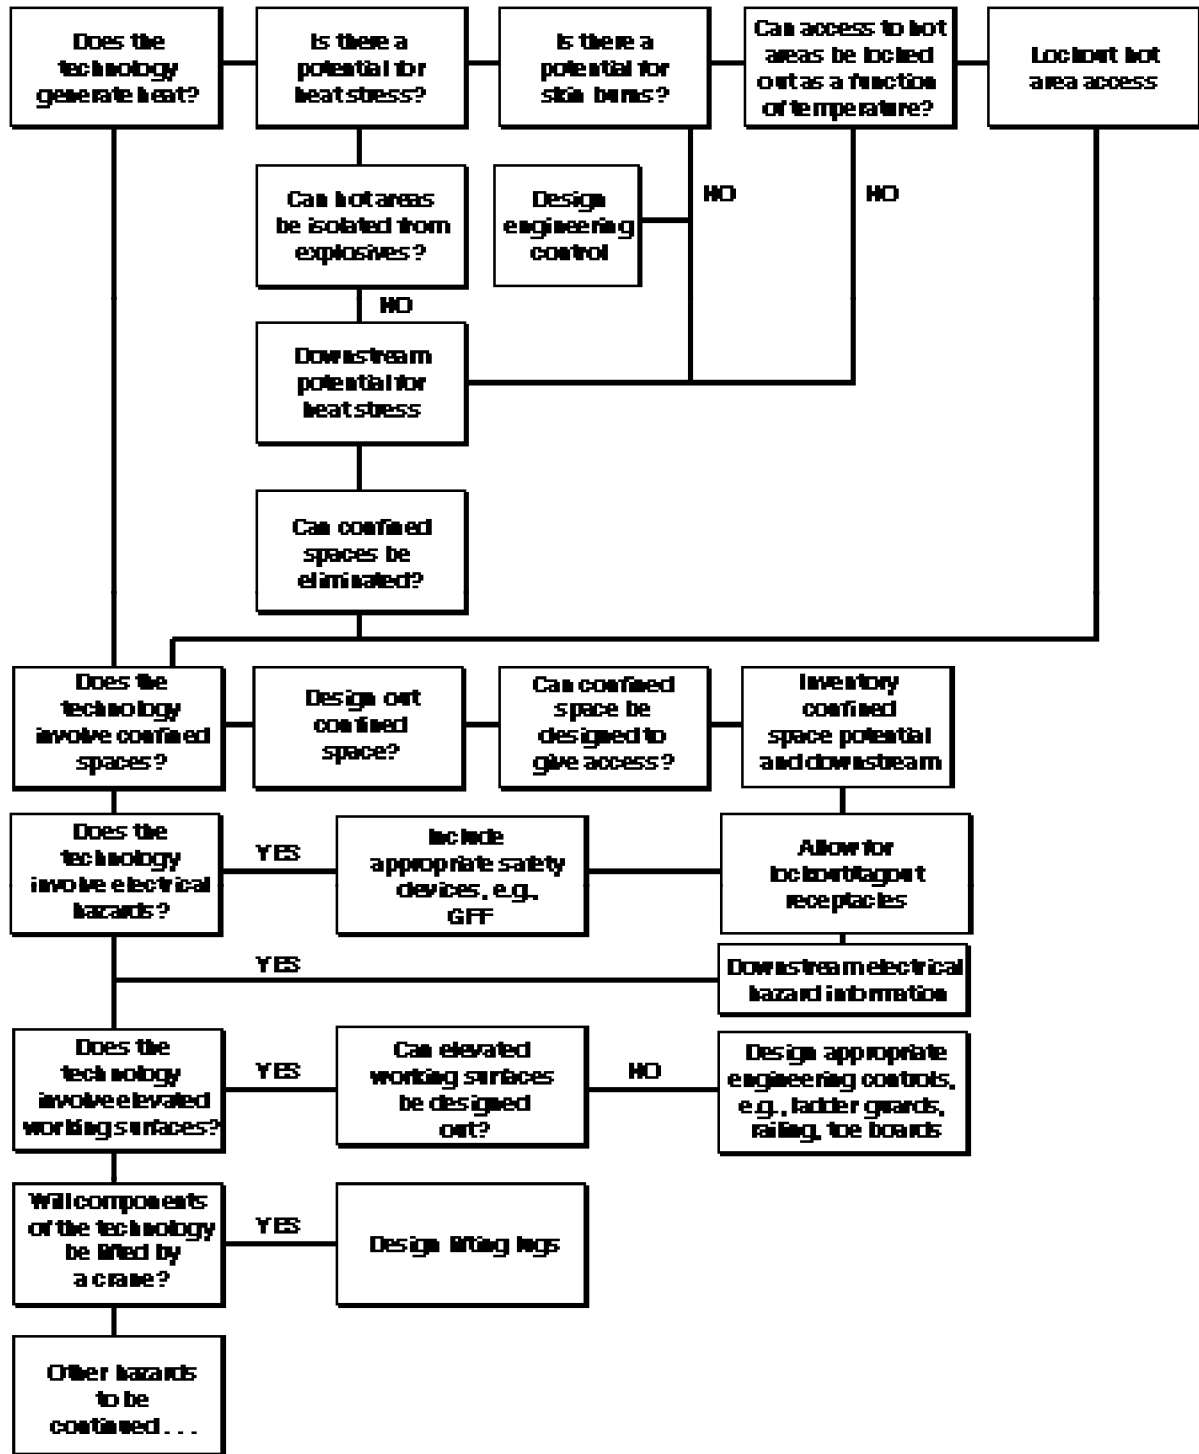 Does the
technology
generate heat?
Is there a
potential for
heat stress?
Is there a
potential for
skin burns?
Can access to hot
areas be locked
out as a function
of temperature?
Lockout hot
area access
Can hot areas
be isolated from
explosives?
Design
engineering
control
NO
NO
NO
Downstream
potential for
heat stress
Can confined
spaces be
eliminated?
Does the
technology
involve confined
spaces?
Design out
confined
space?
Can confined
space be
designed to
give access?
Inventory
confined
space potential
and downstream
Does the
technology
involve electrical
hazards?
YES
Include
appropriate safety
devices, e.g.,
GFF
Allow for
lockout/tagout
receptacles
YES
Downstream electrical
hazard information
Does the
technology
involve elevated
working surfaces?
YES
Can elevated
working surfaces
be designed
out?
NO
Design appropriate
engineering controls,
e.g., ladder guards,
railing, toe boards
Will components
of the technology
be lifted by
a crane?
YES
Design lifting lugs
Other hazards
to be
continued . . .